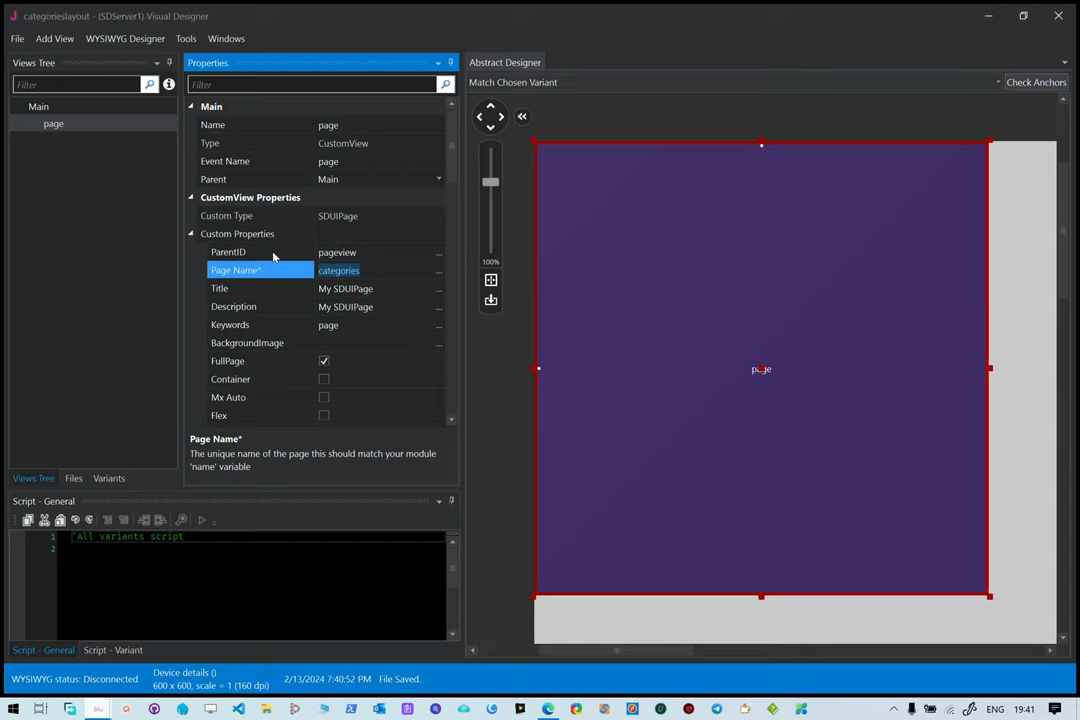 categorieslayout - (SDServer1) Visual Designer
File Add View WYSIWYG Designer Tools Windows
Views Tree
Filter
Main
page
Views Tree Files Variants
Properties
Filter
Main
Name page
Type CustomView
Event Name page
Parent Main
CustomView Properties
Custom Type SDUIPage
Custom Properties
ParentID pageview ...
Page Name* categories ...
Title My SDUIPage ...
Description My SDUIPage ...
Keywords page ...
BackgroundImage ...
FullPage
Container
Mx Auto
Flex
Page Name*
The unique name of the page this should match your module
'name' variable
Script - General
1 'All variants script
2
Script - General Script - Variant
Abstract Designer
Match Chosen Variant Check Anchors
100%
page
WYSIWYG status: Disconnected
Device details ()
600 x 600, scale = 1 (160 dpi)
2/13/2024 7:40:52 PM File Saved.
ENG 19:41